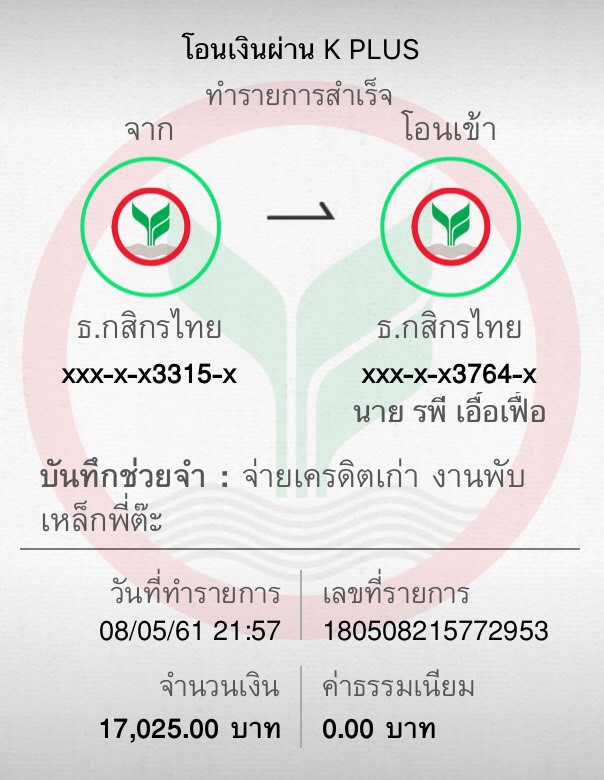 โอนเงินผ่าน K PLUS
ทำรายการสำเร็จ
จาก
โอนเข้า
ธ.กสิกรไทย
ธ.กสิกรไทย
xxx-x-x3315-x
xxx-x-x3764-x
นาย รพี เอื้อเฟื้อ
บันทึกช่วยจำ : จ่ายเครดิตเก่า งานพับ
เหล็กพี่ต๊ะ
วันที่ทำรายการ
เลขที่รายการ
08/05/61 21:57
180508215772953
จำนวนเงิน
ค่าธรรมเนียม
17,025.00 บาท
0.00 บาท